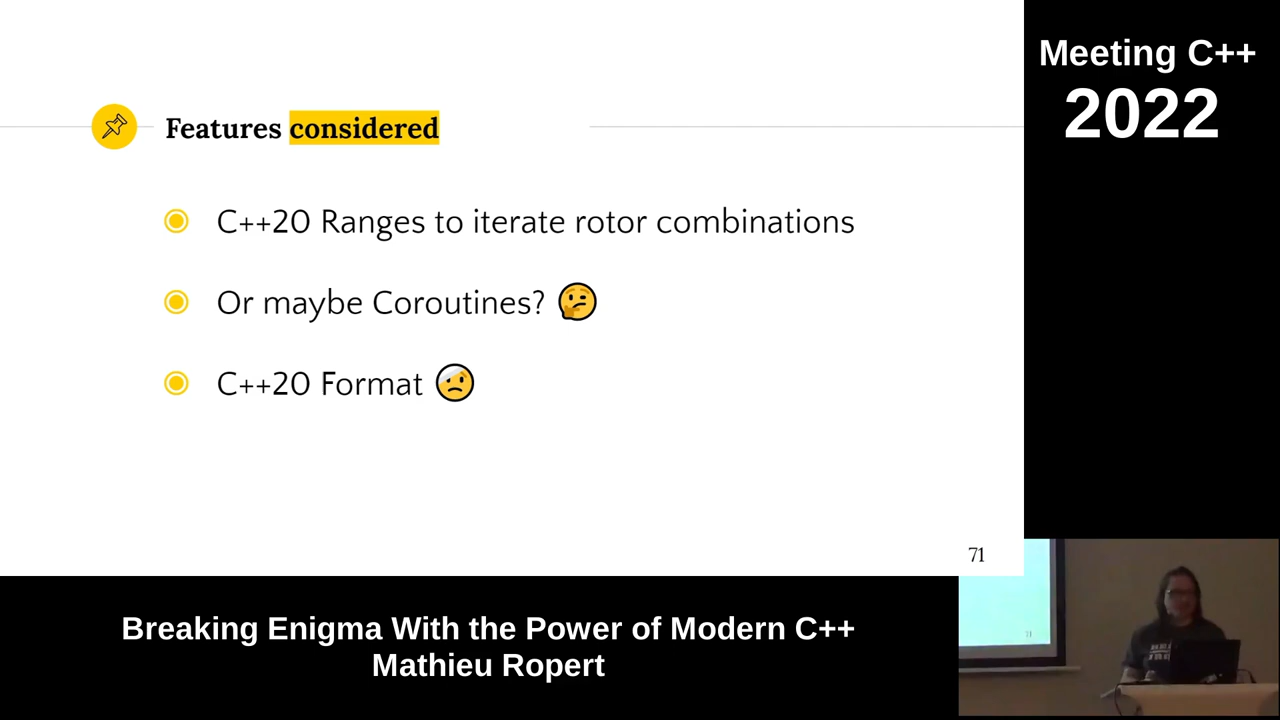 Meeting C++
2022
Features considered
C++20 Ranges to iterate rotor combinations
Or maybe Coroutines? 🤔
C++20 Format 🤕
71
Breaking Enigma With the Power of Modern C++
Mathieu Ropert